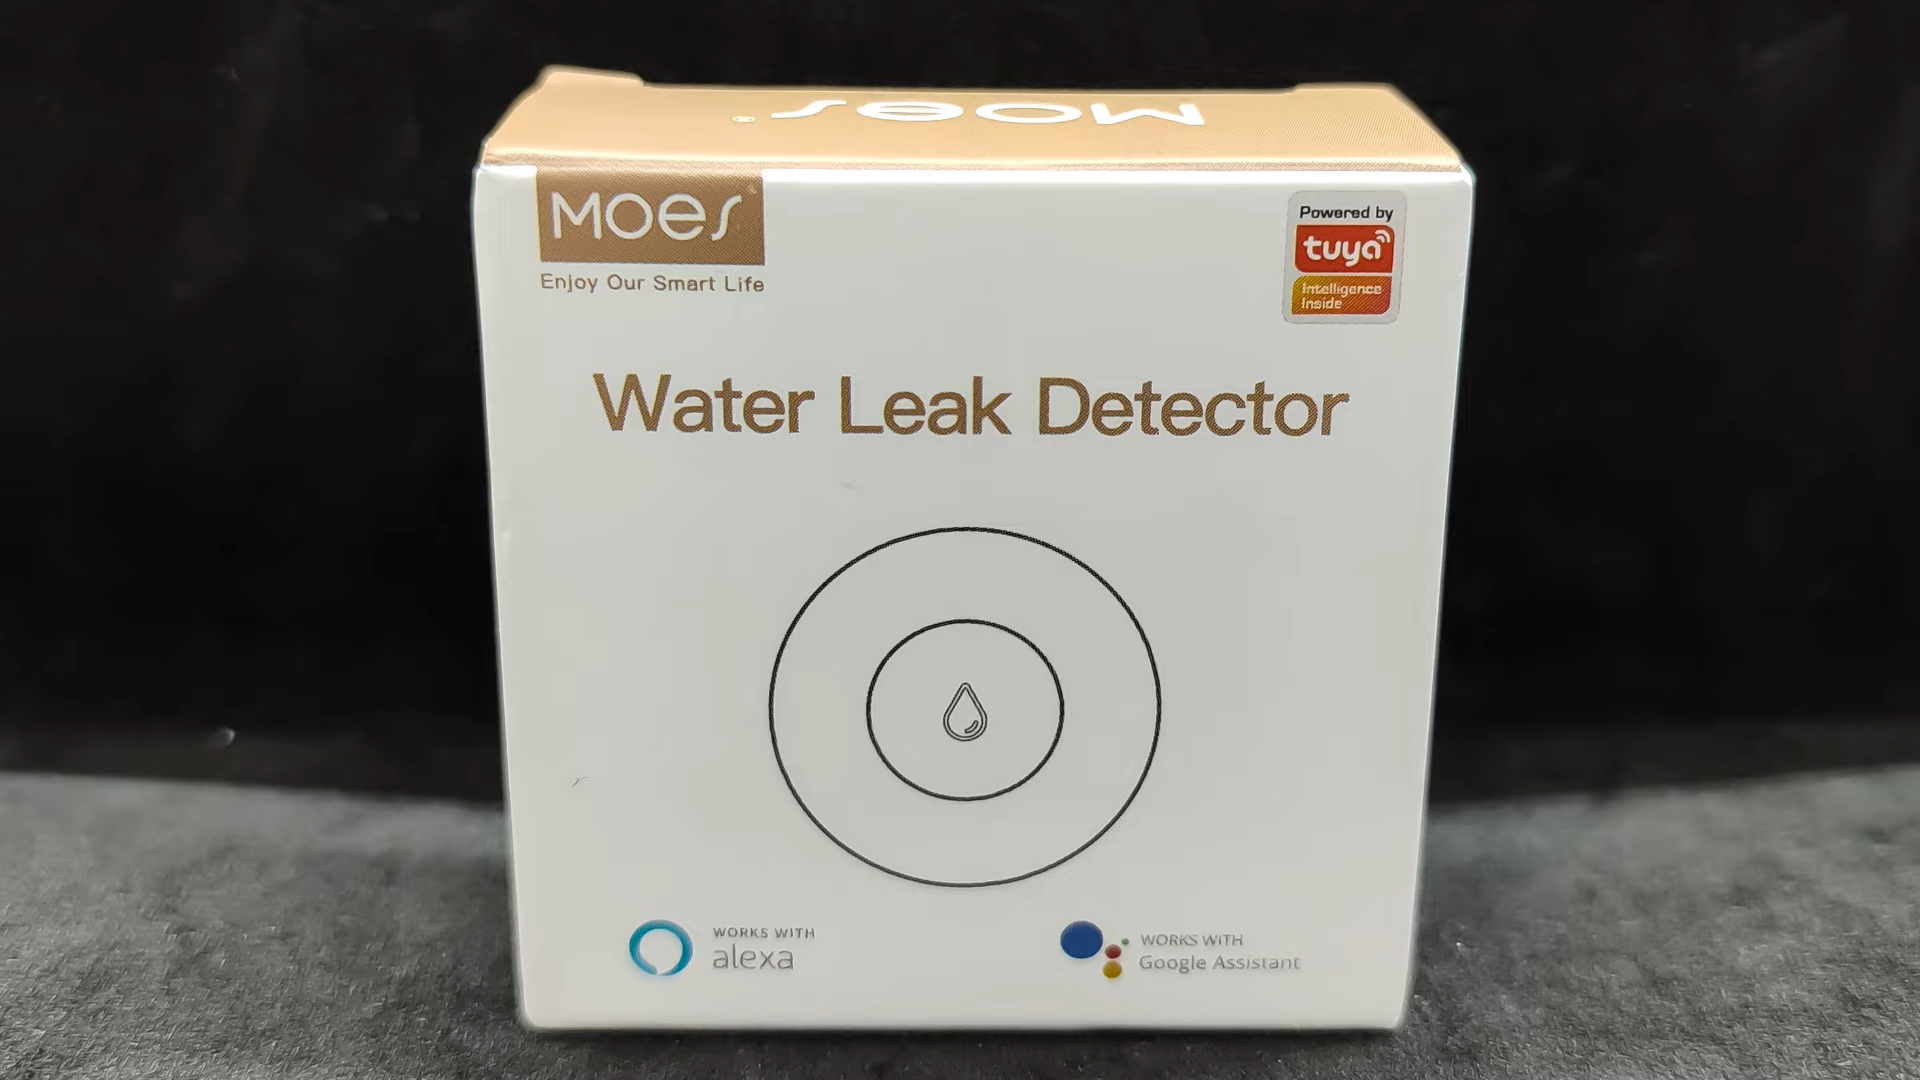 MOES®
MOES
Enjoy Our Smart Life
Powered by
tuya
Intelligence
Inside
Water Leak Detector
WORKS WITH
alexa
WORKS WITH
Google Assistant